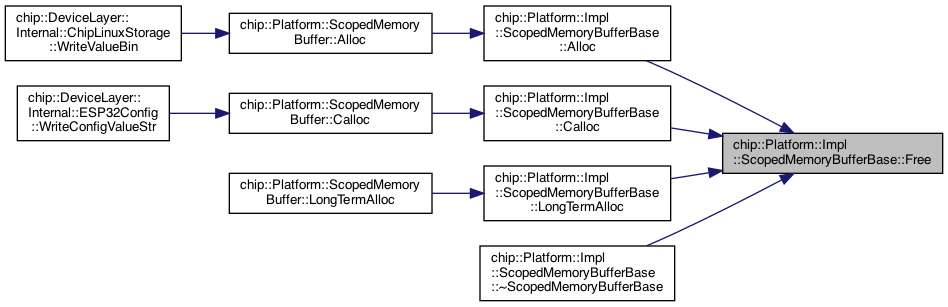 chip::DeviceLayer::
Internal::ChipLinuxStorage
::WriteValueBin
chip::Platform::ScopedMemory
Buffer::Alloc
chip::Platform::Impl
::ScopedMemoryBufferBase
::Alloc
chip::DeviceLayer::
Internal::ESP32Config
::WriteConfigValueStr
chip::Platform::ScopedMemory
Buffer::Calloc
chip::Platform::Impl
::ScopedMemoryBufferBase
::Calloc
chip::Platform::Impl
::ScopedMemoryBufferBase::Free
chip::Platform::ScopedMemory
Buffer::LongTermAlloc
chip::Platform::Impl
::ScopedMemoryBufferBase
::LongTermAlloc
chip::Platform::Impl
::ScopedMemoryBufferBase
::~ScopedMemoryBufferBase